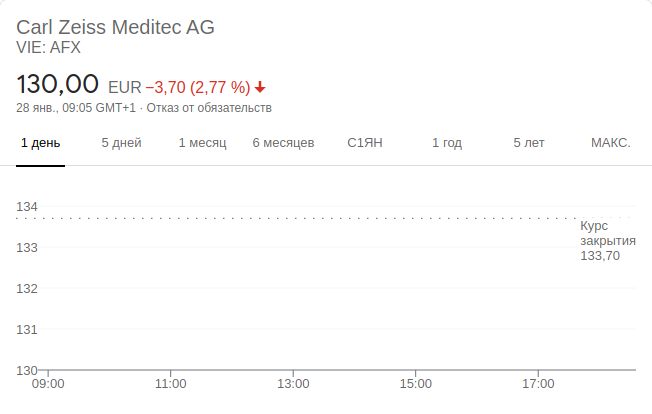 Carl Zeiss Meditec AG
VIE: AFX
130,00 EUR −3,70 (2,77 %)
28 янв., 09:05 GMT+1 · Отказ от обязательств
1 день 5 дней 1 месяц 6 месяцев С1ЯН 1 год 5 лет МАКС.
134
Курс
закрытия
133,70
133
132
131
130
09:00 11:00 13:00 15:00 17:00